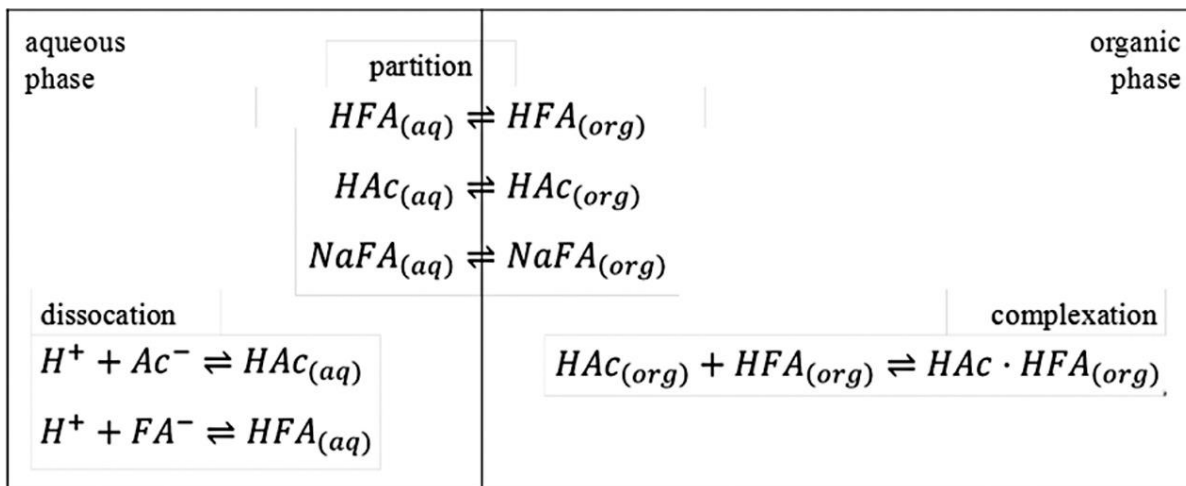 aqueous phase
organic phase
partition
HFA(aq) ⇌ HFA(org)
HAc(aq) ⇌ HAc(org)
NaFA(aq) ⇌ NaFA(org)
dissocation
H⁺ + Ac⁻ ⇌ HAc(aq)
H⁺ + FA⁻ ⇌ HFA(aq)
complexation
HAc(org) + HFA(org) ⇌ HAc · HFA(org)